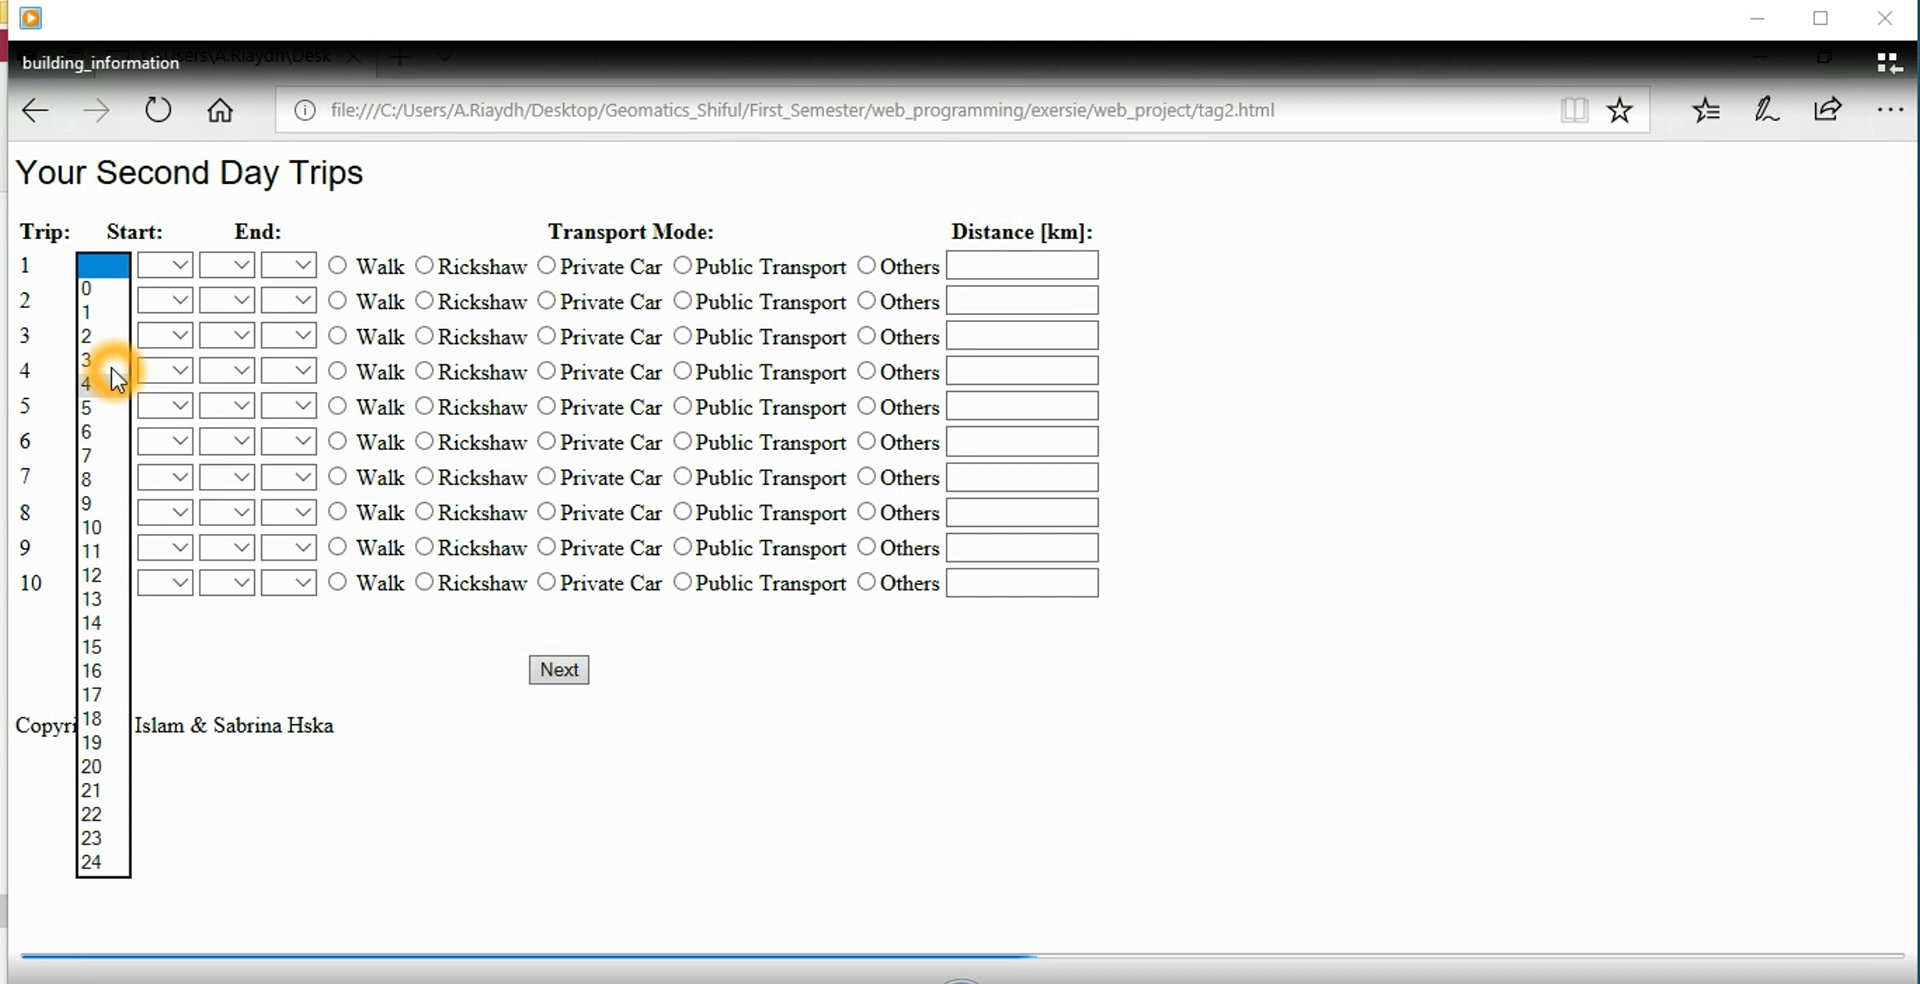 building_information
C:\Users\A.Riaydh\Desk
file:///C:/Users/A.Riaydh/Desktop/Geomatics_Shiful/First_Semester/web_programming/exersie/web_project/tag2.html
Your Second Day Trips
Trip: Start: End: Transport Mode: Distance [km]:
1 Walk Rickshaw Private Car Public Transport Others
2 Walk Rickshaw Private Car Public Transport Others
3 Walk Rickshaw Private Car Public Transport Others
4 Walk Rickshaw Private Car Public Transport Others
5 Walk Rickshaw Private Car Public Transport Others
6 Walk Rickshaw Private Car Public Transport Others
7 Walk Rickshaw Private Car Public Transport Others
8 Walk Rickshaw Private Car Public Transport Others
9 Walk Rickshaw Private Car Public Transport Others
10 Walk Rickshaw Private Car Public Transport Others
0
1
2
3
4
5
6
7
8
9
10
11
12
13
14
15
16
17
18
19
20
21
22
23
24
Next
Islam & Sabrina Hska